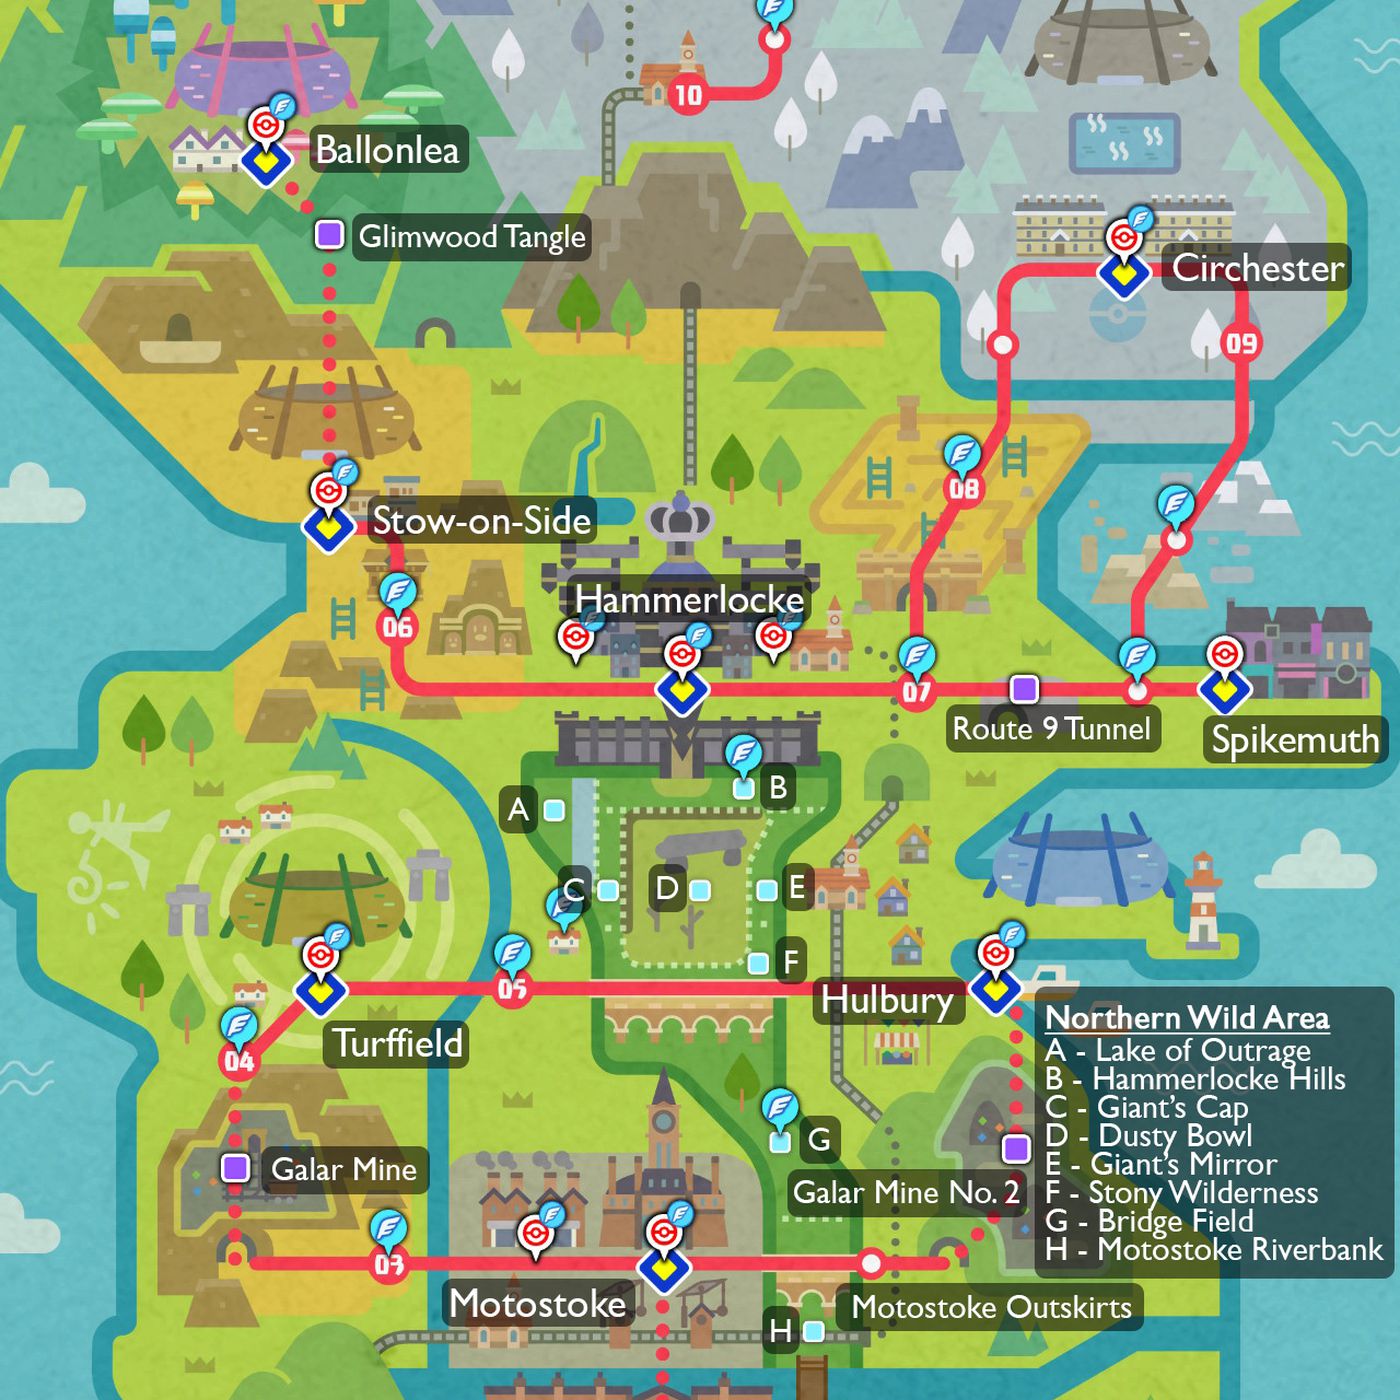 10
Ballonlea
Glimwood Tangle
Circhester
09
08
Stow-on-Side
Hammerlocke
06
07
Route 9 Tunnel
Spikemuth
A
B
C
D
E
F
05
Hulbury
Turffield
04
Northern Wild Area
A - Lake of Outrage
B - Hammerlocke Hills
C - Giant's Cap
D - Dusty Bowl
E - Giant's Mirror
F - Stony Wilderness
G - Bridge Field
H - Motostoke Riverbank
G
Galar Mine
Galar Mine No. 2
03
Motostoke
Motostoke Outskirts
H